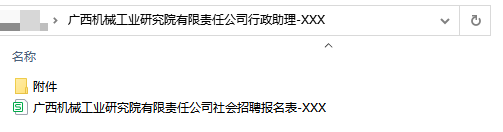 广西机械工业研究院有限责任公司行政助理-XXX
名称
附件
广西机械工业研究院有限责任公司社会招聘报名表-XXX